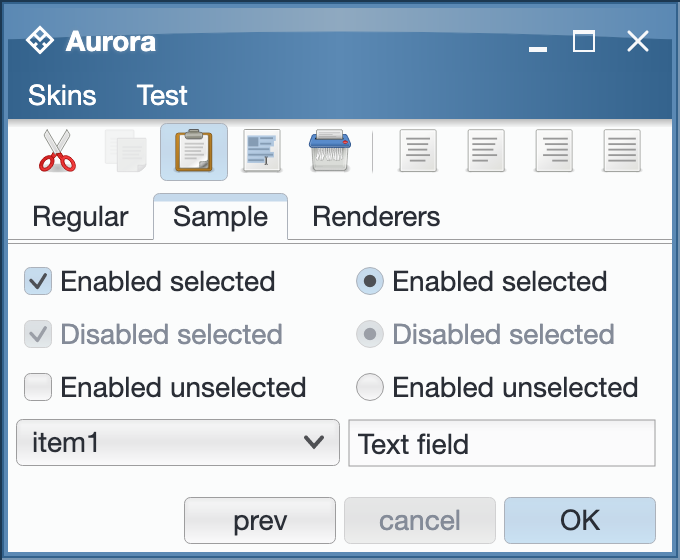 Aurora
Skins Test
Regular Sample Renderers
Enabled selected Enabled selected
Disabled selected Disabled selected
Enabled unselected Enabled unselected
item1 Text field
prev cancel OK